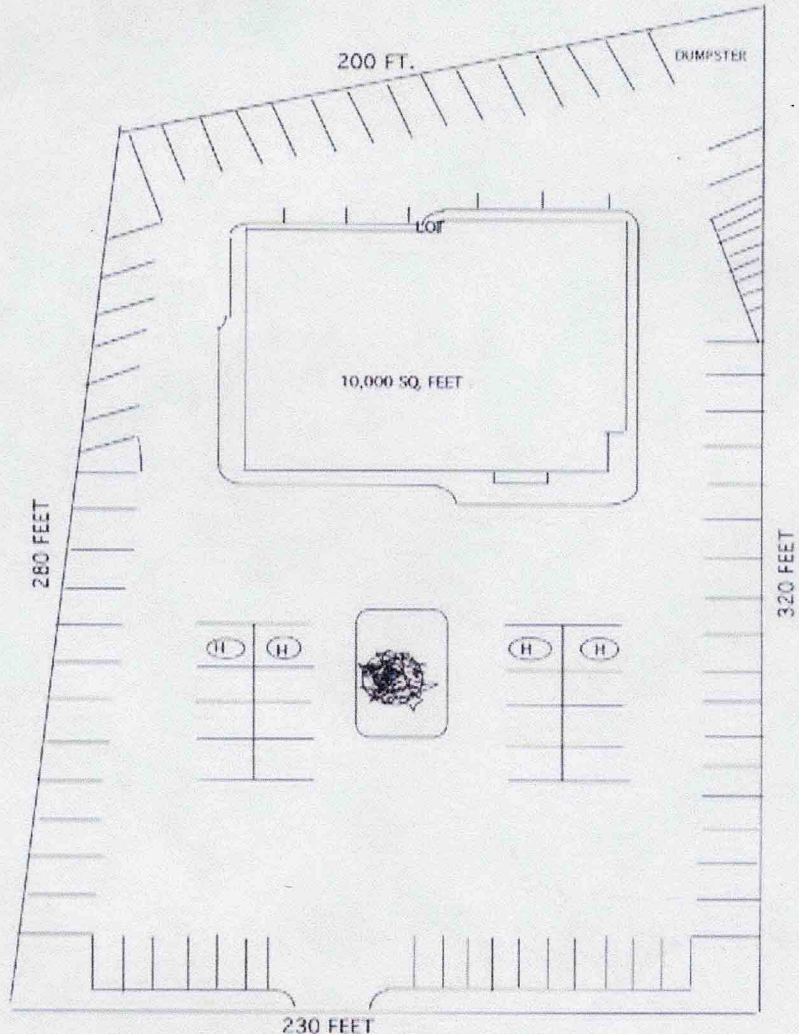 200 FT.
DUMPSTER
LOT
10,000 SQ. FEET
280 FEET
320 FEET
H H H H
230 FEET